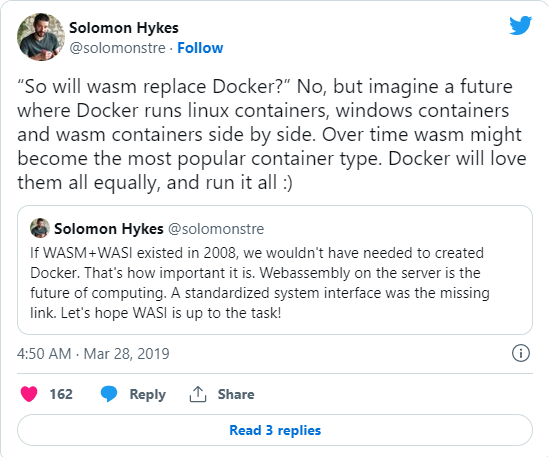 Solomon Hykes
@solomonstre · Follow
“So will wasm replace Docker?” No, but imagine a future
where Docker runs linux containers, windows containers
and wasm containers side by side. Over time wasm might
become the most popular container type. Docker will love
them all equally, and run it all :)
Solomon Hykes @solomonstre
If WASM+WASI existed in 2008, we wouldn't have needed to created
Docker. That's how important it is. Webassembly on the server is the
future of computing. A standardized system interface was the missing
link. Let's hope WASI is up to the task!
4:50 AM · Mar 28, 2019
162 Reply Share
Read 3 replies